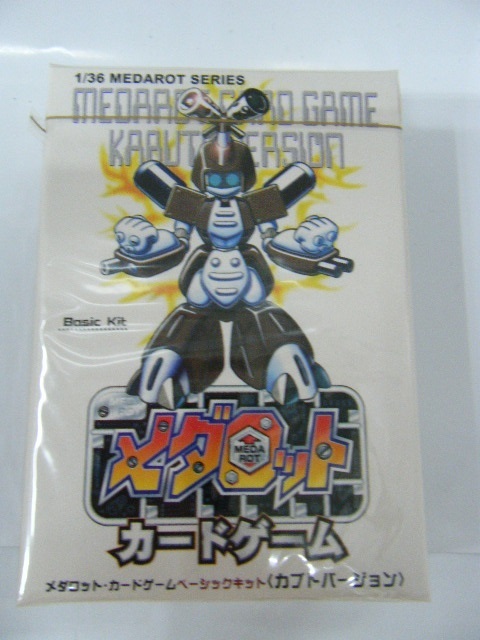 1/36 MEDAROT SERIES
MEDAROT CARD GAME
KABUTO VERSION
Basic Kit
メダロット
MEDA
ROT
カードゲーム
メダロット・カードゲームベーシックキット〈カブトバージョン〉